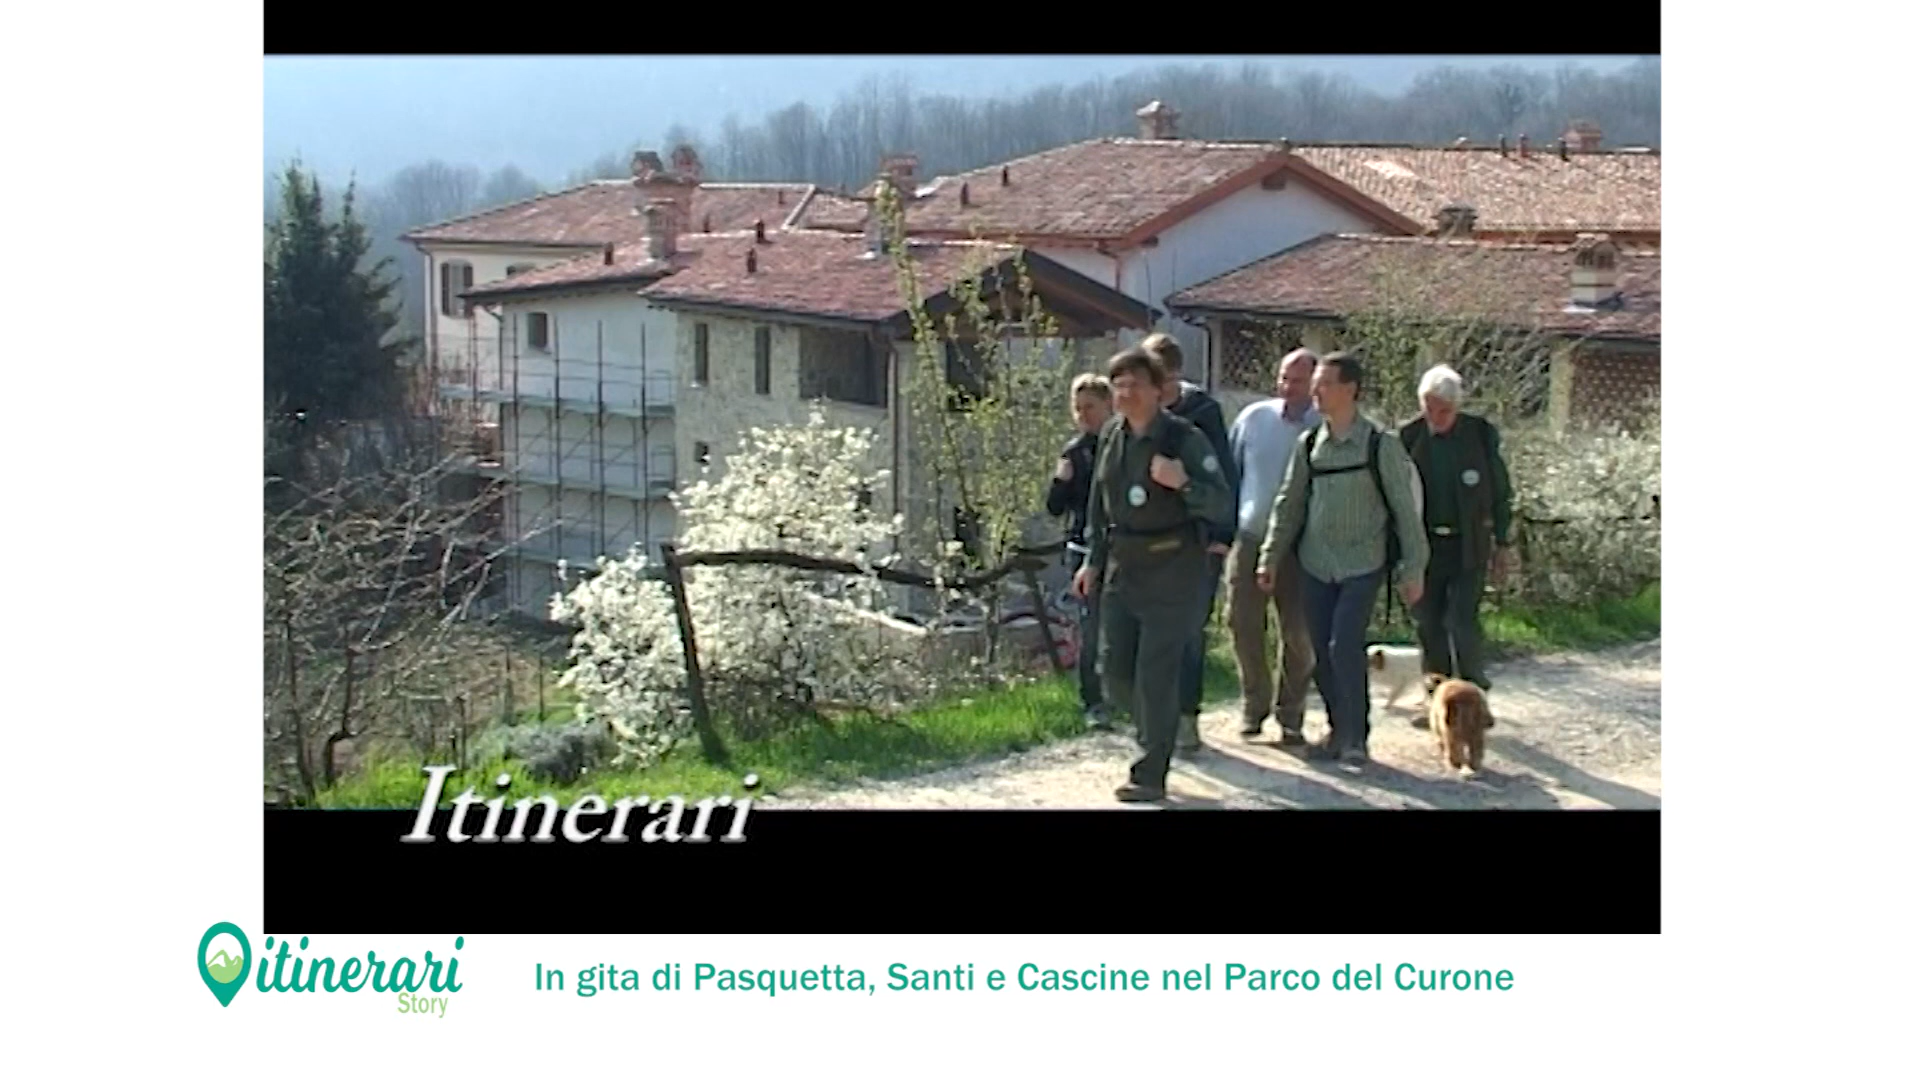 Itinerari
itinerari
Story
In gita di Pasquetta, Santi e Cascine nel Parco del Curone